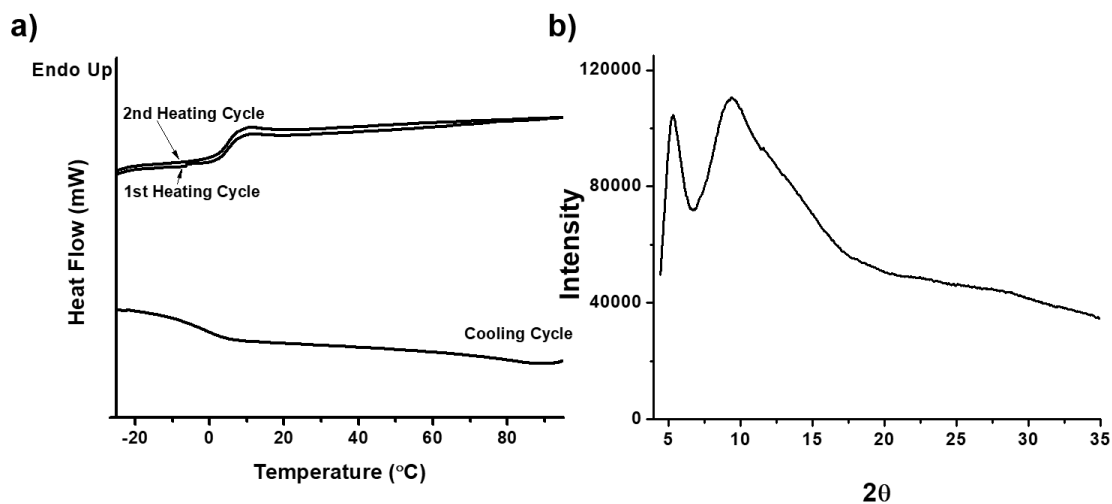 a)
Endo Up
2nd Heating Cycle
1st Heating Cycle
Cooling Cycle
Heat Flow (mW)
-20 0 20 40 60 80
Temperature (°C)
b)
120000
80000
40000
0
Intensity
5 10 15 20 25 30 35
2θ